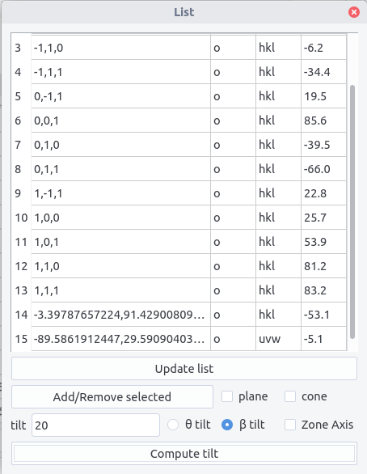 List
3 -1,1,0 o hkl -6.2
4 -1,1,1 o hkl -34.4
5 0,-1,1 o hkl 19.5
6 0,0,1 o hkl 85.6
7 0,1,0 o hkl -39.5
8 0,1,1 o hkl -66.0
9 1,-1,1 o hkl 22.8
10 1,0,0 o hkl 25.7
11 1,0,1 o hkl 53.9
12 1,1,0 o hkl 81.2
13 1,1,1 o hkl 83.2
14 -3.39787657224,91.42900809... o hkl -53.1
15 -89.5861912447,29.59090403... o uvw -5.1
Update list
Add/Remove selected plane cone
tilt 20 θ tilt β tilt Zone Axis
Compute tilt